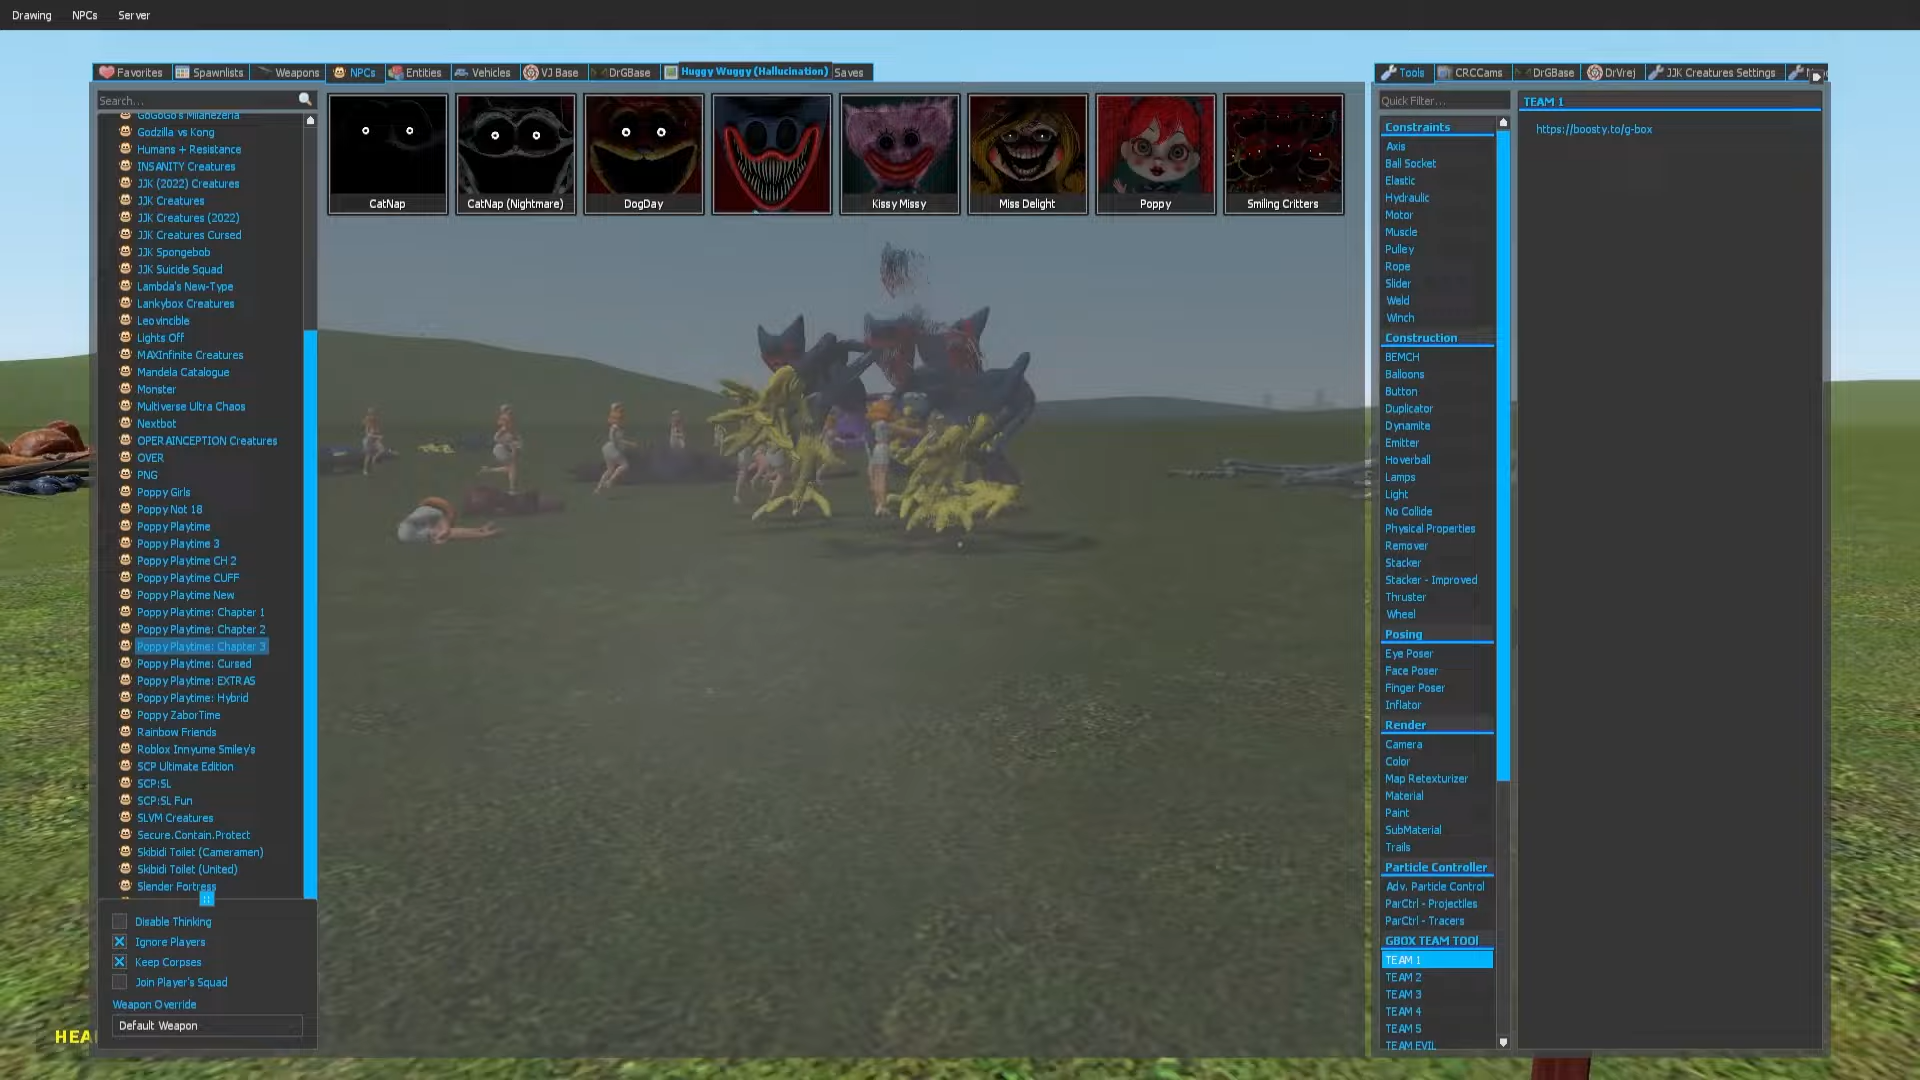 Drawing NPCs Server
Favorites Spawnlists Weapons NPCs Entities Vehicles VJ Base DrGBase Huggy Wuggy (Hallucination) Saves
Search...
GoGoGo's Milanezeria
Godzilla vs Kong
Humans + Resistance
INSANITY Creatures
JJK (2022) Creatures
JJK Creatures
JJK Creatures (2022)
JJK Creatures Cursed
JJK Spongebob
JJK Suicide Squad
Lambda's New-Type
Lankybox Creatures
Leovincible
Lights Off
MAXInfinite Creatures
Mandela Catalogue
Monster
Multiverse Ultra Chaos
Nextbot
OPERAINCEPTION Creatures
OVER
PNG
Poppy Girls
Poppy Not 18
Poppy Playtime
Poppy Playtime 3
Poppy Playtime CH 2
Poppy Playtime CUFF
Poppy Playtime New
Poppy Playtime: Chapter 1
Poppy Playtime: Chapter 2
Poppy Playtime: Chapter 3
Poppy Playtime: Cursed
Poppy Playtime: EXTRAS
Poppy Playtime: Hybrid
Poppy ZaborTime
Rainbow Friends
Roblox Innyume Smiley's
SCP Ultimate Edition
SCP:SL
SCP:SL Fun
SLVM Creatures
Secure.Contain.Protect
Skibidi Toilet (Cameramen)
Skibidi Toilet (United)
Slender Fortress
Disable Thinking
Ignore Players
Keep Corpses
Join Player's Squad
Weapon Override
Default Weapon
HEA
CatNap
CatNap (Nightmare)
DogDay
Kissy Missy
Miss Delight
Poppy
Smiling Critters
Tools CRCCams DrGBase DrVrej JJK Creatures Settings
Quick Filter...
Constraints
Axis
Ball Socket
Elastic
Hydraulic
Motor
Muscle
Pulley
Rope
Slider
Weld
Winch
Construction
BEMCH
Balloons
Button
Duplicator
Dynamite
Emitter
Hoverball
Lamps
Light
No Collide
Physical Properties
Remover
Stacker
Stacker - Improved
Thruster
Wheel
Posing
Eye Poser
Face Poser
Finger Poser
Inflator
Render
Camera
Color
Map Retexturizer
Material
Paint
SubMaterial
Trails
Particle Controller
Adv. Particle Control
ParCtrl - Projectiles
ParCtrl - Tracers
GBOX TEAM TOOl
TEAM 1
TEAM 2
TEAM 3
TEAM 4
TEAM 5
TEAM EVIL
TEAM 1
https://boosty.to/g-box